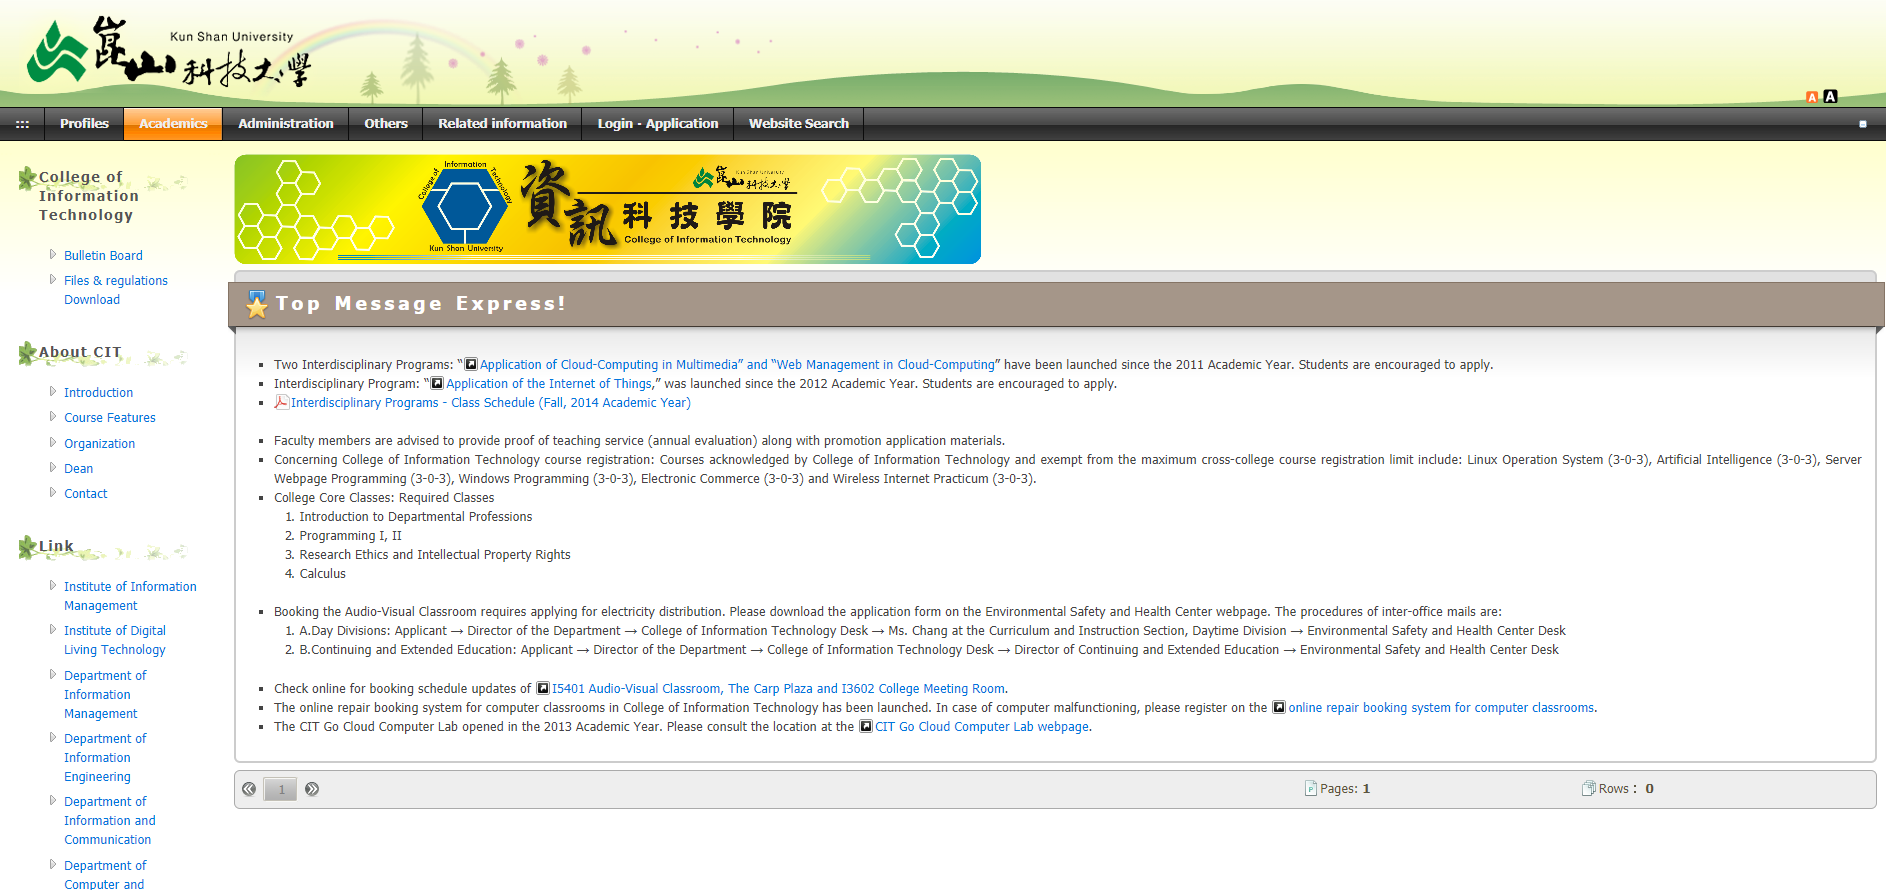 Kun Shan University
崑山科技大學
A A
::: Profiles Academics Administration Others Related information Login - Application Website Search
College of
Information
Technology
Bulletin Board
Files & regulations
Download
About CIT
Introduction
Course Features
Organization
Dean
Contact
Link
Institute of Information
Management
Institute of Digital
Living Technology
Department of
Information
Management
Department of
Information
Engineering
Department of
Information and
Communication
Department of
Computer and
College of Information Technology
Kun Shan University
資訊科技學院
Kun Shan University
崑山科技大學
College of Information Technology
Top Message Express!
Two Interdisciplinary Programs: “Application of Cloud-Computing in Multimedia” and “Web Management in Cloud-Computing” have been launched since the 2011 Academic Year. Students are encouraged to apply.
Interdisciplinary Program: “Application of the Internet of Things,” was launched since the 2012 Academic Year. Students are encouraged to apply.
Interdisciplinary Programs - Class Schedule (Fall, 2014 Academic Year)
Faculty members are advised to provide proof of teaching service (annual evaluation) along with promotion application materials.
Concerning College of Information Technology course registration: Courses acknowledged by College of Information Technology and exempt from the maximum cross-college course registration limit include: Linux Operation System (3-0-3), Artificial Intelligence (3-0-3), Server
Webpage Programming (3-0-3), Windows Programming (3-0-3), Electronic Commerce (3-0-3) and Wireless Internet Practicum (3-0-3).
College Core Classes: Required Classes
1. Introduction to Departmental Professions
2. Programming I, II
3. Research Ethics and Intellectual Property Rights
4. Calculus
Booking the Audio-Visual Classroom requires applying for electricity distribution. Please download the application form on the Environmental Safety and Health Center webpage. The procedures of inter-office mails are:
1. A.Day Divisions: Applicant → Director of the Department → College of Information Technology Desk → Ms. Chang at the Curriculum and Instruction Section, Daytime Division → Environmental Safety and Health Center Desk
2. B.Continuing and Extended Education: Applicant → Director of the Department → College of Information Technology Desk → Director of Continuing and Extended Education → Environmental Safety and Health Center Desk
Check online for booking schedule updates of I5401 Audio-Visual Classroom, The Carp Plaza and I3602 College Meeting Room.
The online repair booking system for computer classrooms in College of Information Technology has been launched. In case of computer malfunctioning, please register on the online repair booking system for computer classrooms.
The CIT Go Cloud Computer Lab opened in the 2013 Academic Year. Please consult the location at the CIT Go Cloud Computer Lab webpage.
1
Pages: 1
Rows： 0